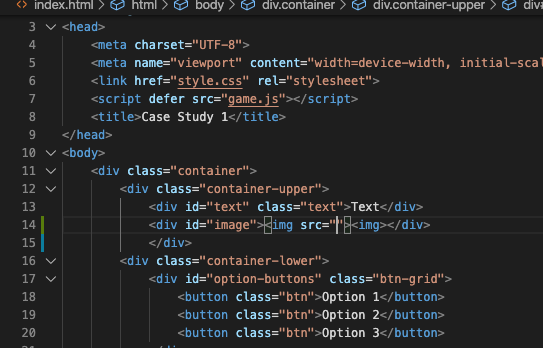 index.html > html > body > div.container > div.container-upper > div
3 <head>
4 <meta charset="UTF-8">
5 <meta name="viewport" content="width=device-width, initial-scal
6 <link href="style.css" rel="stylesheet">
7 <script defer src="game.js"></script>
8 <title>Case Study 1</title>
9 </head>
10 <body>
11 <div class="container">
12 <div class="container-upper">
13 <div id="text" class="text">Text</div>
14 <div id="image"><img src=""><img></div>
15 </div>
16 <div class="container-lower">
17 <div id="option-buttons" class="btn-grid">
18 <button class="btn">Option 1</button>
19 <button class="btn">Option 2</button>
20 <button class="btn">Option 3</button>